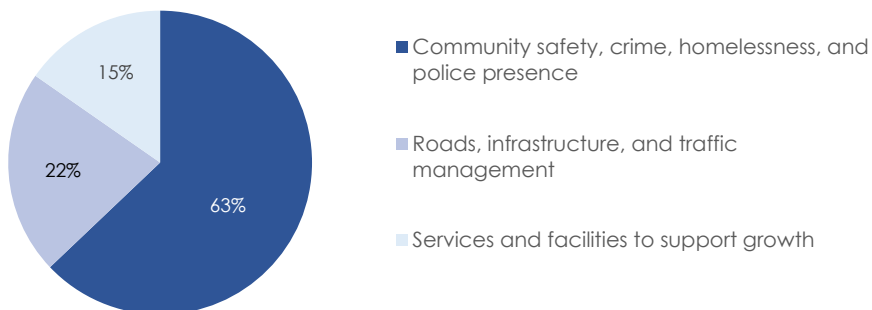 15%
22%
63%
Community safety, crime, homelessness, and
police presence
Roads, infrastructure, and traffic
management
Services and facilities to support growth